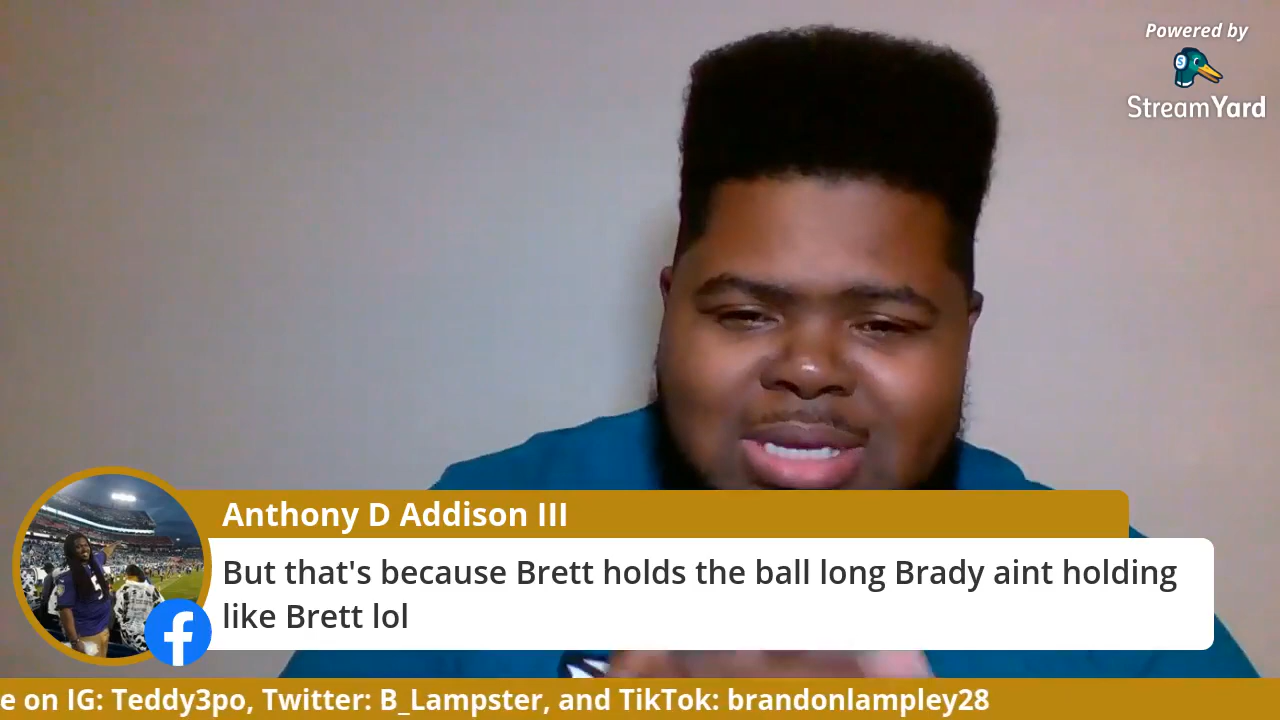 Powered by
StreamYard
Anthony D Addison III
But that's because Brett holds the ball long Brady aint holding
like Brett lol
e on IG: Teddy3po, Twitter: B_Lampster, and TikTok: brandonlampley28